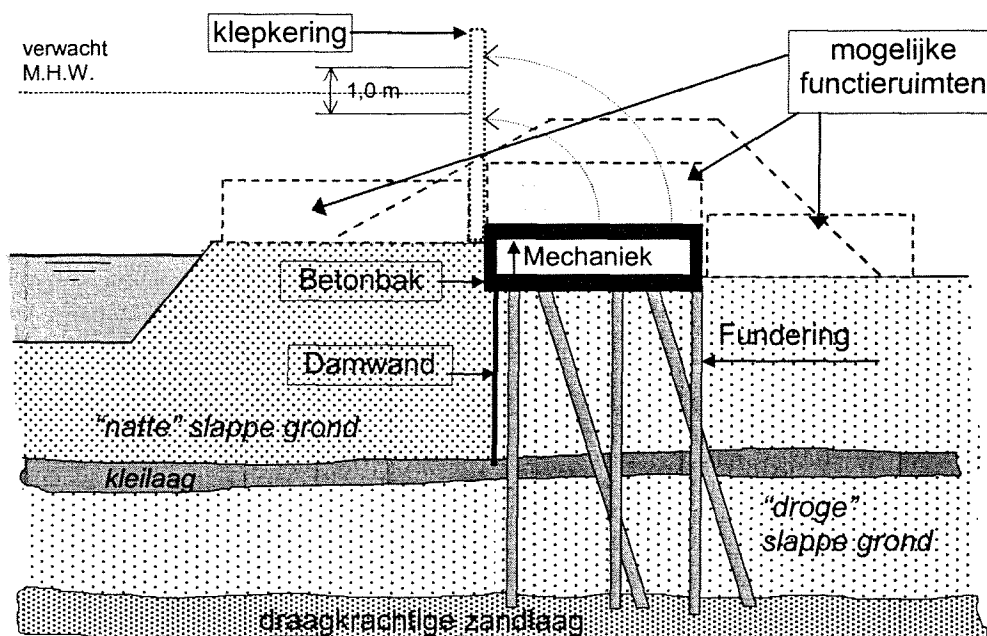 klepkering
verwacht
M.H.W.
1,0 m
mogelijke
functieruimten
Mechaniek
Betonbak
Damwand
Fundering
"natte" slappe grond
kleilaag
"droge"
slappe grond
draagkrachtige zandlaag